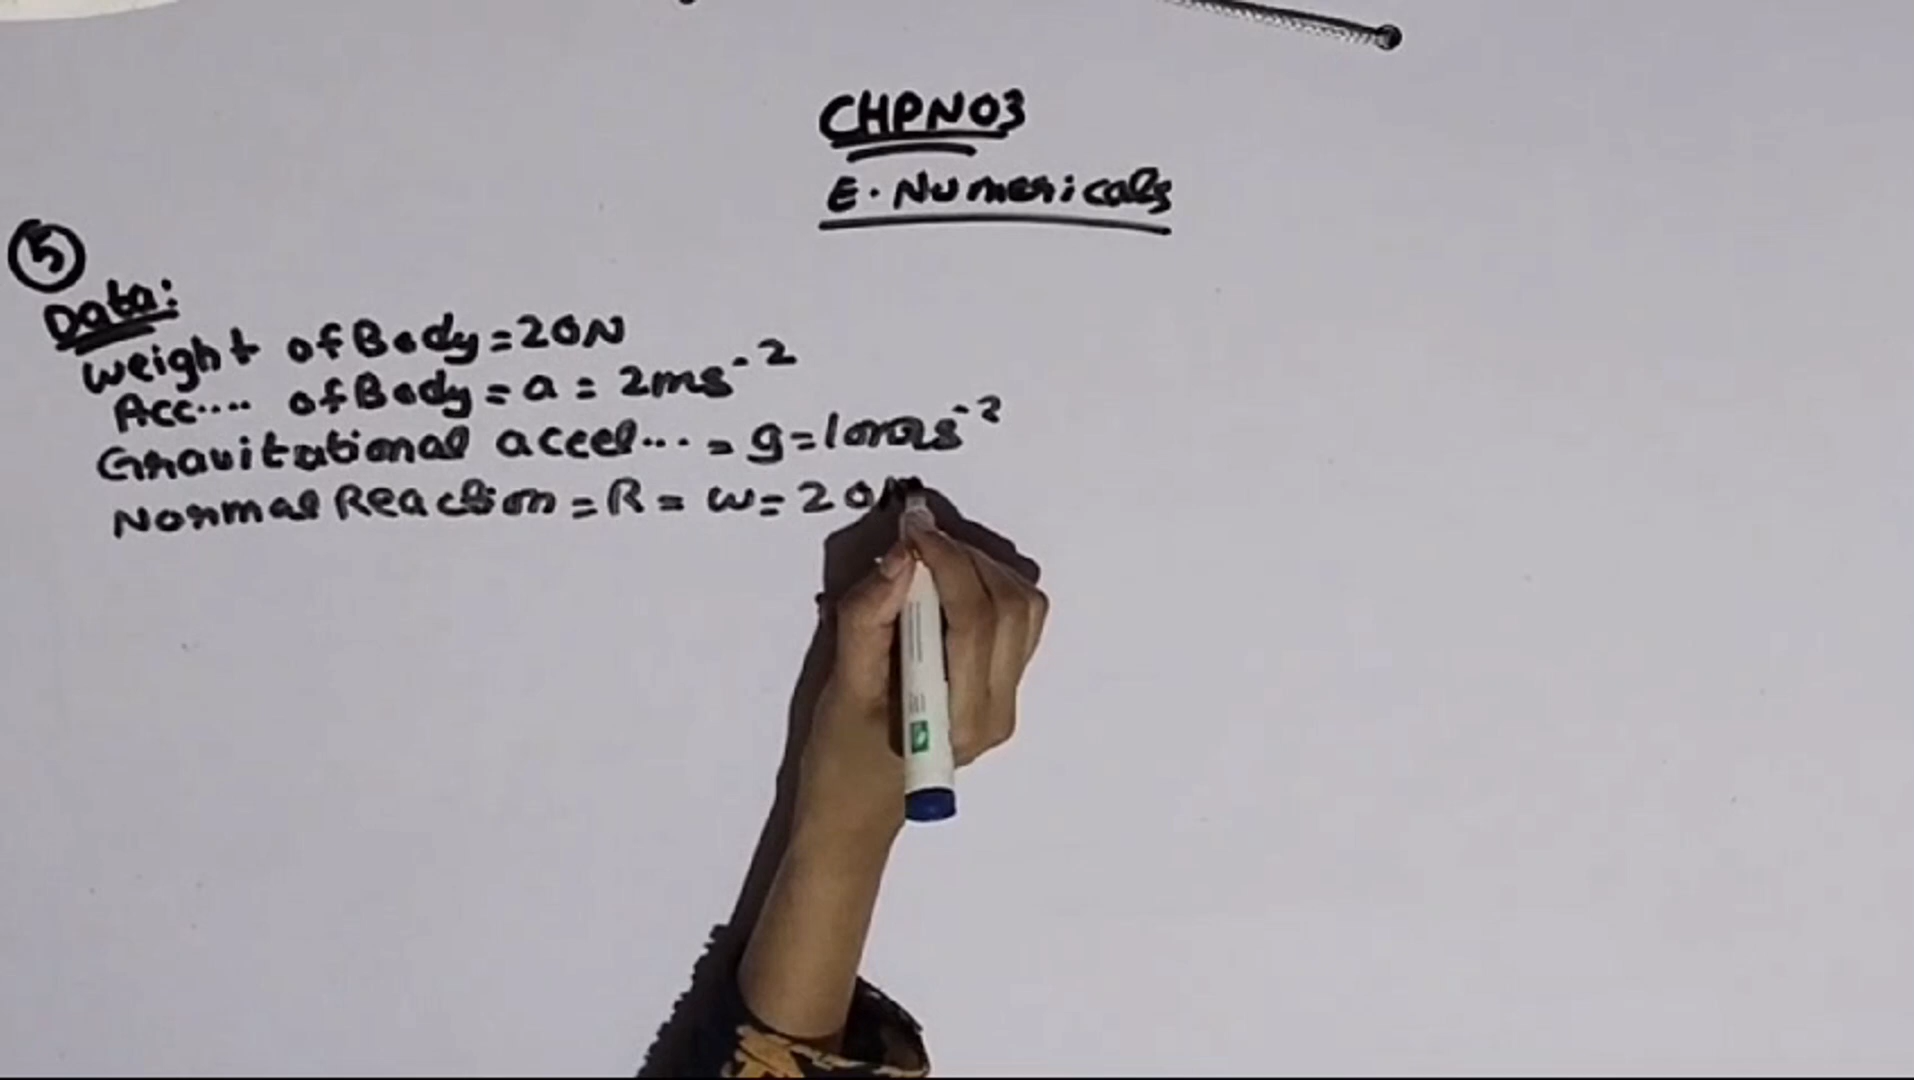 CHPNO3
E. Numericals
5
Data:
Weight of Body = 20N
Acc.... of Body = a = 2ms-2
Gravitational accel... = g = 10ms-2
Normal Reaction = R = w = 20N